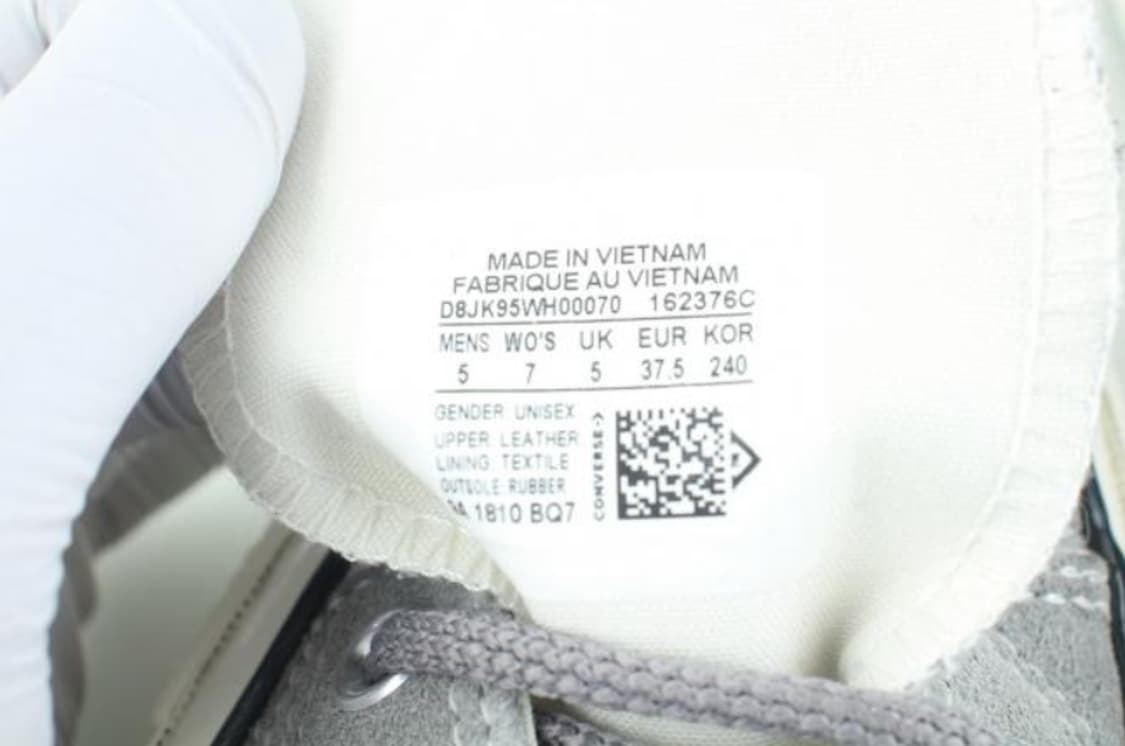 MADE IN VIETNAM
FABRIQUE AU VIETNAM
D8JK95WH00070 162376C
MENS WO'S UK EUR KOR
5 7 5 37.5 240
GENDER: UNISEX
UPPER: LEATHER
LINING: TEXTILE
OUTSOLE: RUBBER
1810 BQ7
CONVERSE